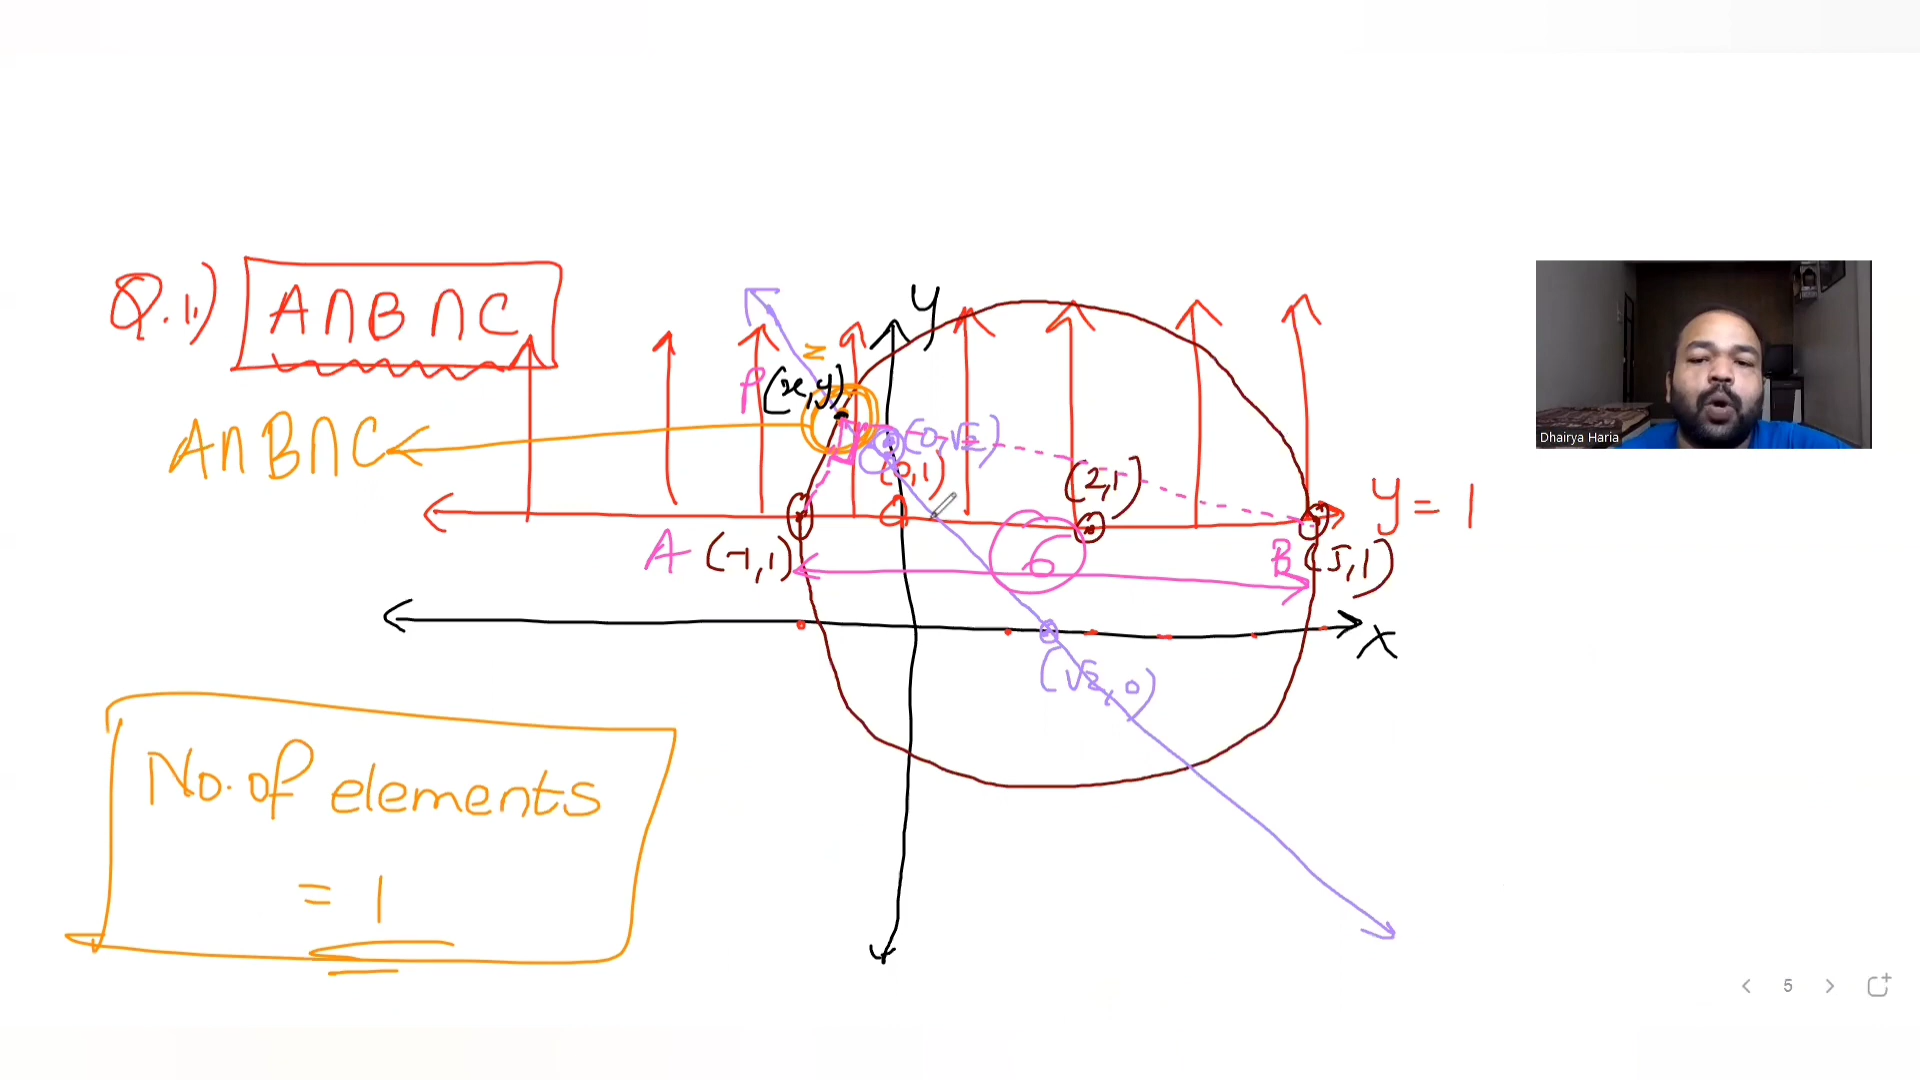 Q.1) A∩B∩C
y
z
P(x,y)
A∩B∩C
(0,√2)
(0,1)
(2,1)
y = 1
A (-1,1)
6
B (5,1)
x
(√2,0)
No. of elements
= 1
Dhairya Haria
5